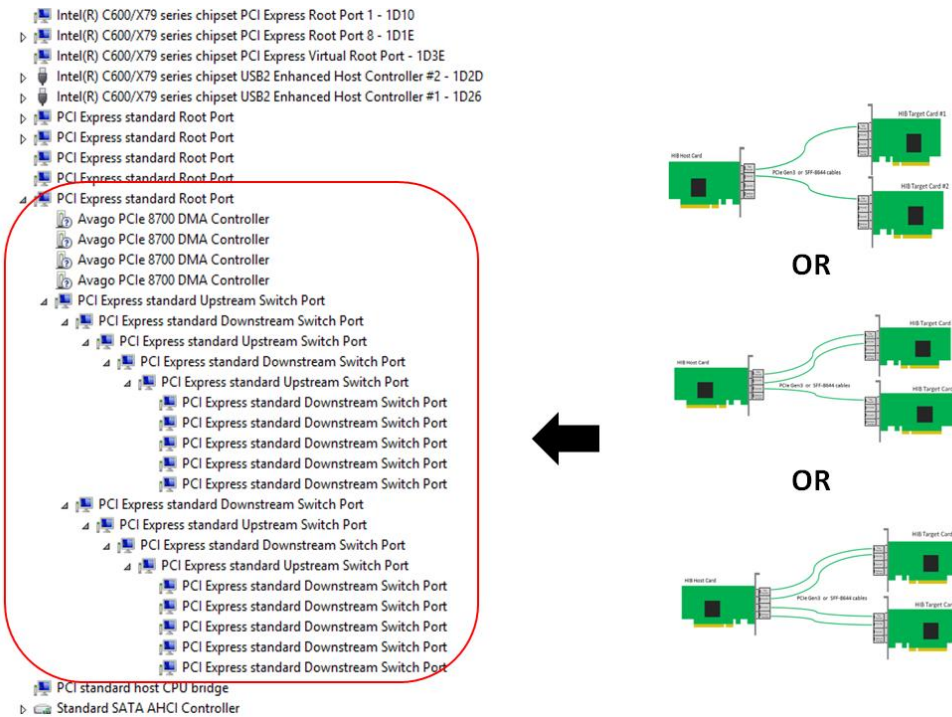 Intel(R) C600/X79 series chipset PCI Express Root Port 1 - 1D10
Intel(R) C600/X79 series chipset PCI Express Root Port 8 - 1D1E
Intel(R) C600/X79 series chipset PCI Express Virtual Root Port - 1D3E
Intel(R) C600/X79 series chipset USB2 Enhanced Host Controller #2 - 1D2D
Intel(R) C600/X79 series chipset USB2 Enhanced Host Controller #1 - 1D26
PCI Express standard Root Port
PCI Express standard Root Port
PCI Express standard Root Port
PCI Express standard Root Port
PCI Express standard Root Port
Avago PCIe 8700 DMA Controller
Avago PCIe 8700 DMA Controller
Avago PCIe 8700 DMA Controller
Avago PCIe 8700 DMA Controller
PCI Express standard Upstream Switch Port
PCI Express standard Downstream Switch Port
PCI Express standard Upstream Switch Port
PCI Express standard Downstream Switch Port
PCI Express standard Upstream Switch Port
PCI Express standard Downstream Switch Port
PCI Express standard Downstream Switch Port
PCI Express standard Downstream Switch Port
PCI Express standard Downstream Switch Port
PCI Express standard Downstream Switch Port
PCI Express standard Downstream Switch Port
PCI Express standard Upstream Switch Port
PCI Express standard Downstream Switch Port
PCI Express standard Upstream Switch Port
PCI Express standard Downstream Switch Port
PCI Express standard Downstream Switch Port
PCI Express standard Downstream Switch Port
PCI Express standard Downstream Switch Port
PCI Express standard Downstream Switch Port
PCI standard host CPU bridge
Standard SATA AHCI Controller
HIB Target Card #1
HIB Host Card
PCIe Gen3 or SFF-8644 cables
HIB Target Card #2
OR
HIB Target Card
HIB Host Card
PCIe Gen3 or SFF-8644 cables
HIB Target Card
OR
HIB Target Card
HIB Host Card
PCIe Gen3 or SFF-8644 cables
HIB Target Car